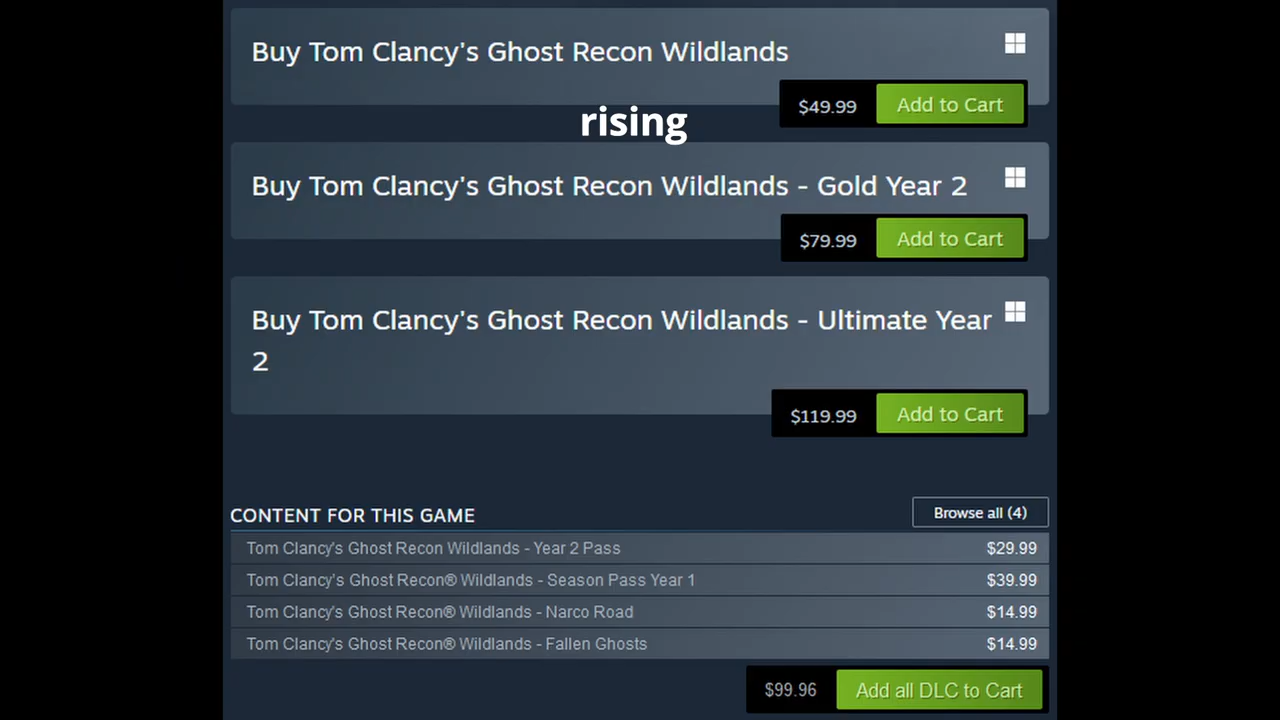 Buy Tom Clancy's Ghost Recon Wildlands
$49.99 Add to Cart
rising
Buy Tom Clancy's Ghost Recon Wildlands - Gold Year 2
$79.99 Add to Cart
Buy Tom Clancy's Ghost Recon Wildlands - Ultimate Year
2
$119.99 Add to Cart
CONTENT FOR THIS GAME Browse all (4)
Tom Clancy's Ghost Recon Wildlands - Year 2 Pass $29.99
Tom Clancy's Ghost Recon® Wildlands - Season Pass Year 1 $39.99
Tom Clancy's Ghost Recon® Wildlands - Narco Road $14.99
Tom Clancy's Ghost Recon® Wildlands - Fallen Ghosts $14.99
$99.96 Add all DLC to Cart